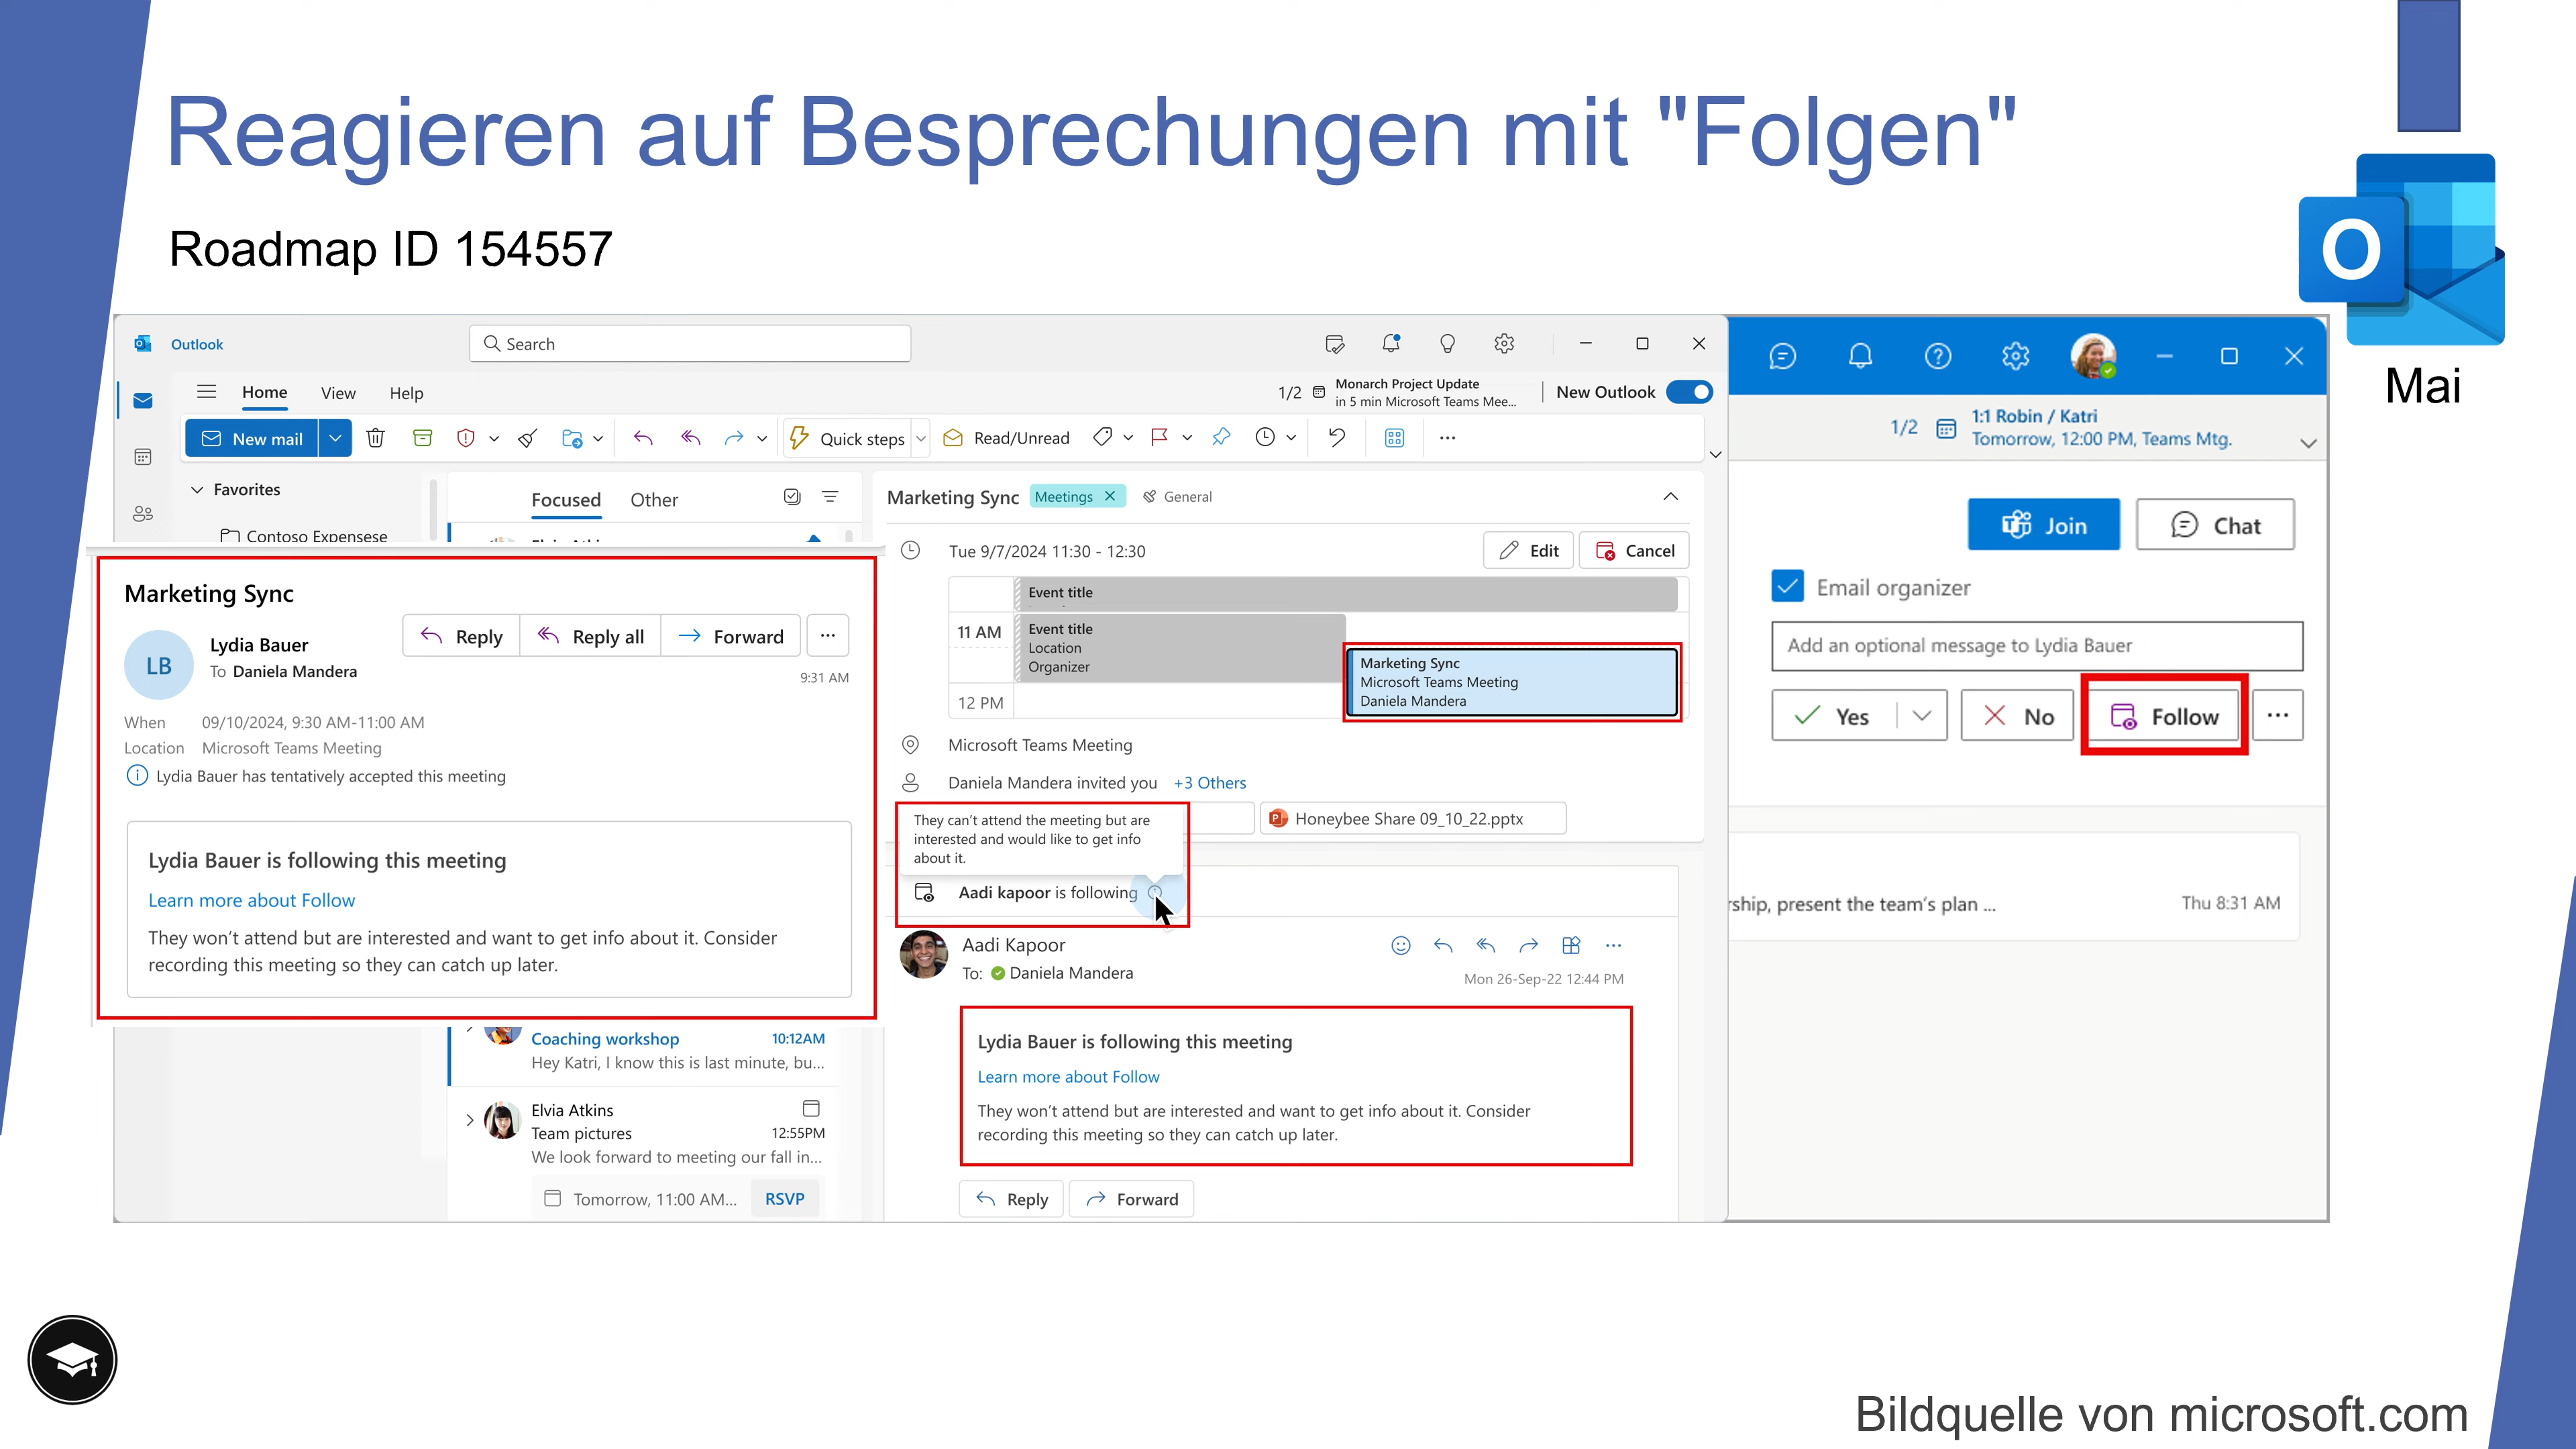 Reagieren auf Besprechungen mit "Folgen"
Roadmap ID 154557
O
Mai
Outlook
Search
Home View Help
1/2 Monarch Project Update
in 5 min Microsoft Teams Mee...
New Outlook
New mail
Quick steps
Read/Unread
Favorites
Contoso Expensese
Focused Other
Marketing Sync Meetings General
Tue 9/7/2024 11:30 - 12:30
Edit Cancel
Event title
11 AM
Event title
Location
Organizer
12 PM
Marketing Sync
Microsoft Teams Meeting
Daniela Mandera
Microsoft Teams Meeting
Daniela Mandera invited you +3 Others
Honeybee Share 09_10_22.pptx
They can't attend the meeting but are
interested and would like to get info
about it.
Aadi kapoor is following
Aadi Kapoor
To: Daniela Mandera
Mon 26-Sep-22 12:44 PM
Lydia Bauer is following this meeting
Learn more about Follow
They won't attend but are interested and want to get info about it. Consider
recording this meeting so they can catch up later.
Reply Forward
Marketing Sync
LB
Lydia Bauer
To Daniela Mandera
Reply Reply all Forward
9:31 AM
When 09/10/2024, 9:30 AM-11:00 AM
Location Microsoft Teams Meeting
Lydia Bauer has tentatively accepted this meeting
Lydia Bauer is following this meeting
Learn more about Follow
They won't attend but are interested and want to get info about it. Consider
recording this meeting so they can catch up later.
Coaching workshop 10:12AM
Hey Katri, I know this is last minute, bu...
Elvia Atkins
Team pictures 12:55PM
We look forward to meeting our fall in...
Tomorrow, 11:00 AM... RSVP
1/2 1:1 Robin / Katri
Tomorrow, 12:00 PM, Teams Mtg.
Join Chat
Email organizer
Add an optional message to Lydia Bauer
Yes No Follow
rship, present the team's plan ... Thu 8:31 AM
Bildquelle von microsoft.com